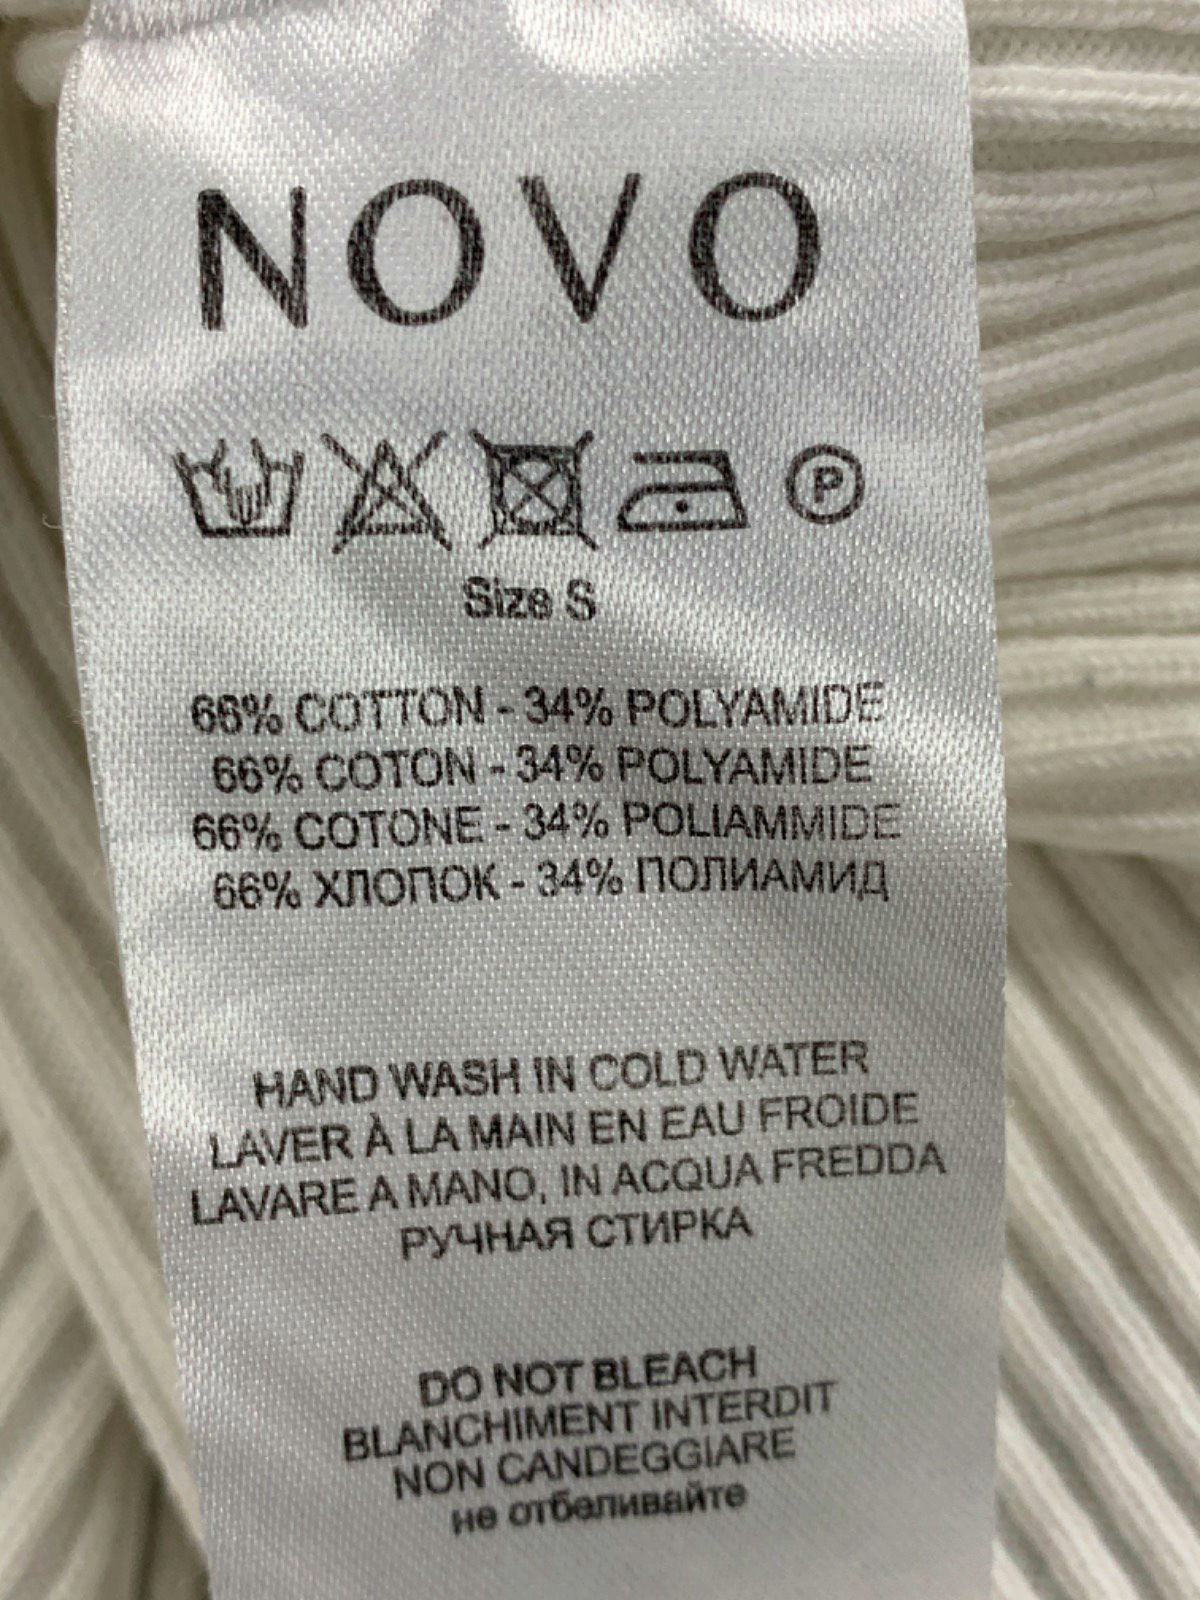 NOVO
P
Size S
66% COTTON - 34% POLYAMIDE
66% COTON - 34% POLYAMIDE
66% COTONE - 34% POLIAMMIDE
66% ХЛОПОК - 34% ПОЛИАМИД
HAND WASH IN COLD WATER
LAVER À LA MAIN EN EAU FROIDE
LAVARE A MANO, IN ACQUA FREDDA
РУЧНАЯ СТИРКА
DO NOT BLEACH
BLANCHIMENT INTERDIT
NON CANDEGGIARE
не отбеливайте